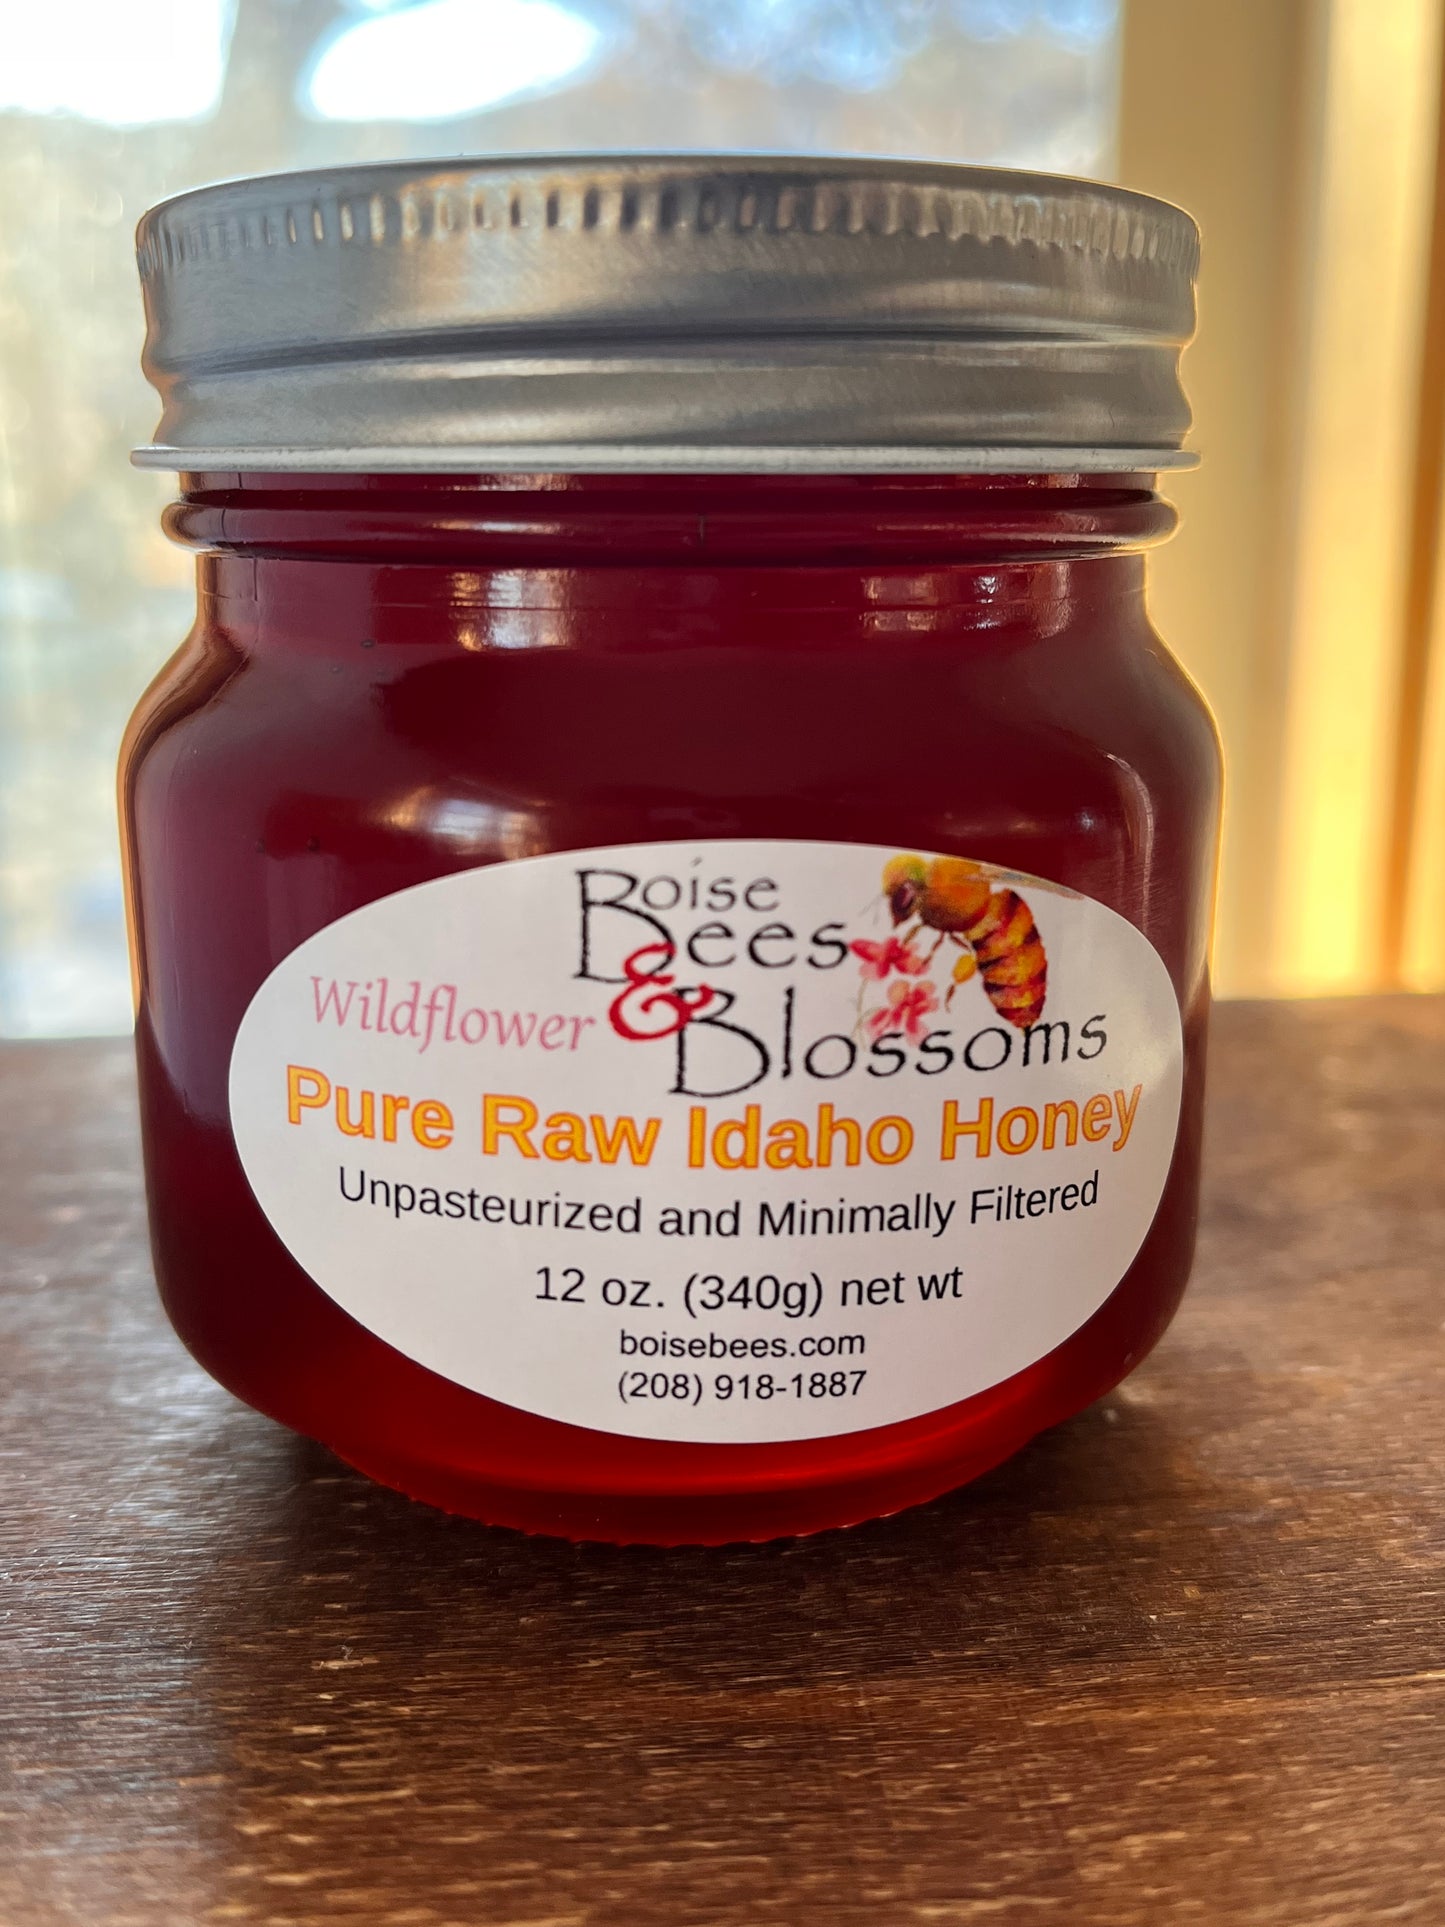 Boise
Bees
&
Blossoms
Wildflower
Pure Raw Idaho Honey
Unpasteurized and Minimally Filtered
12 oz. (340g) net wt
boisebees.com
(208) 918-1887